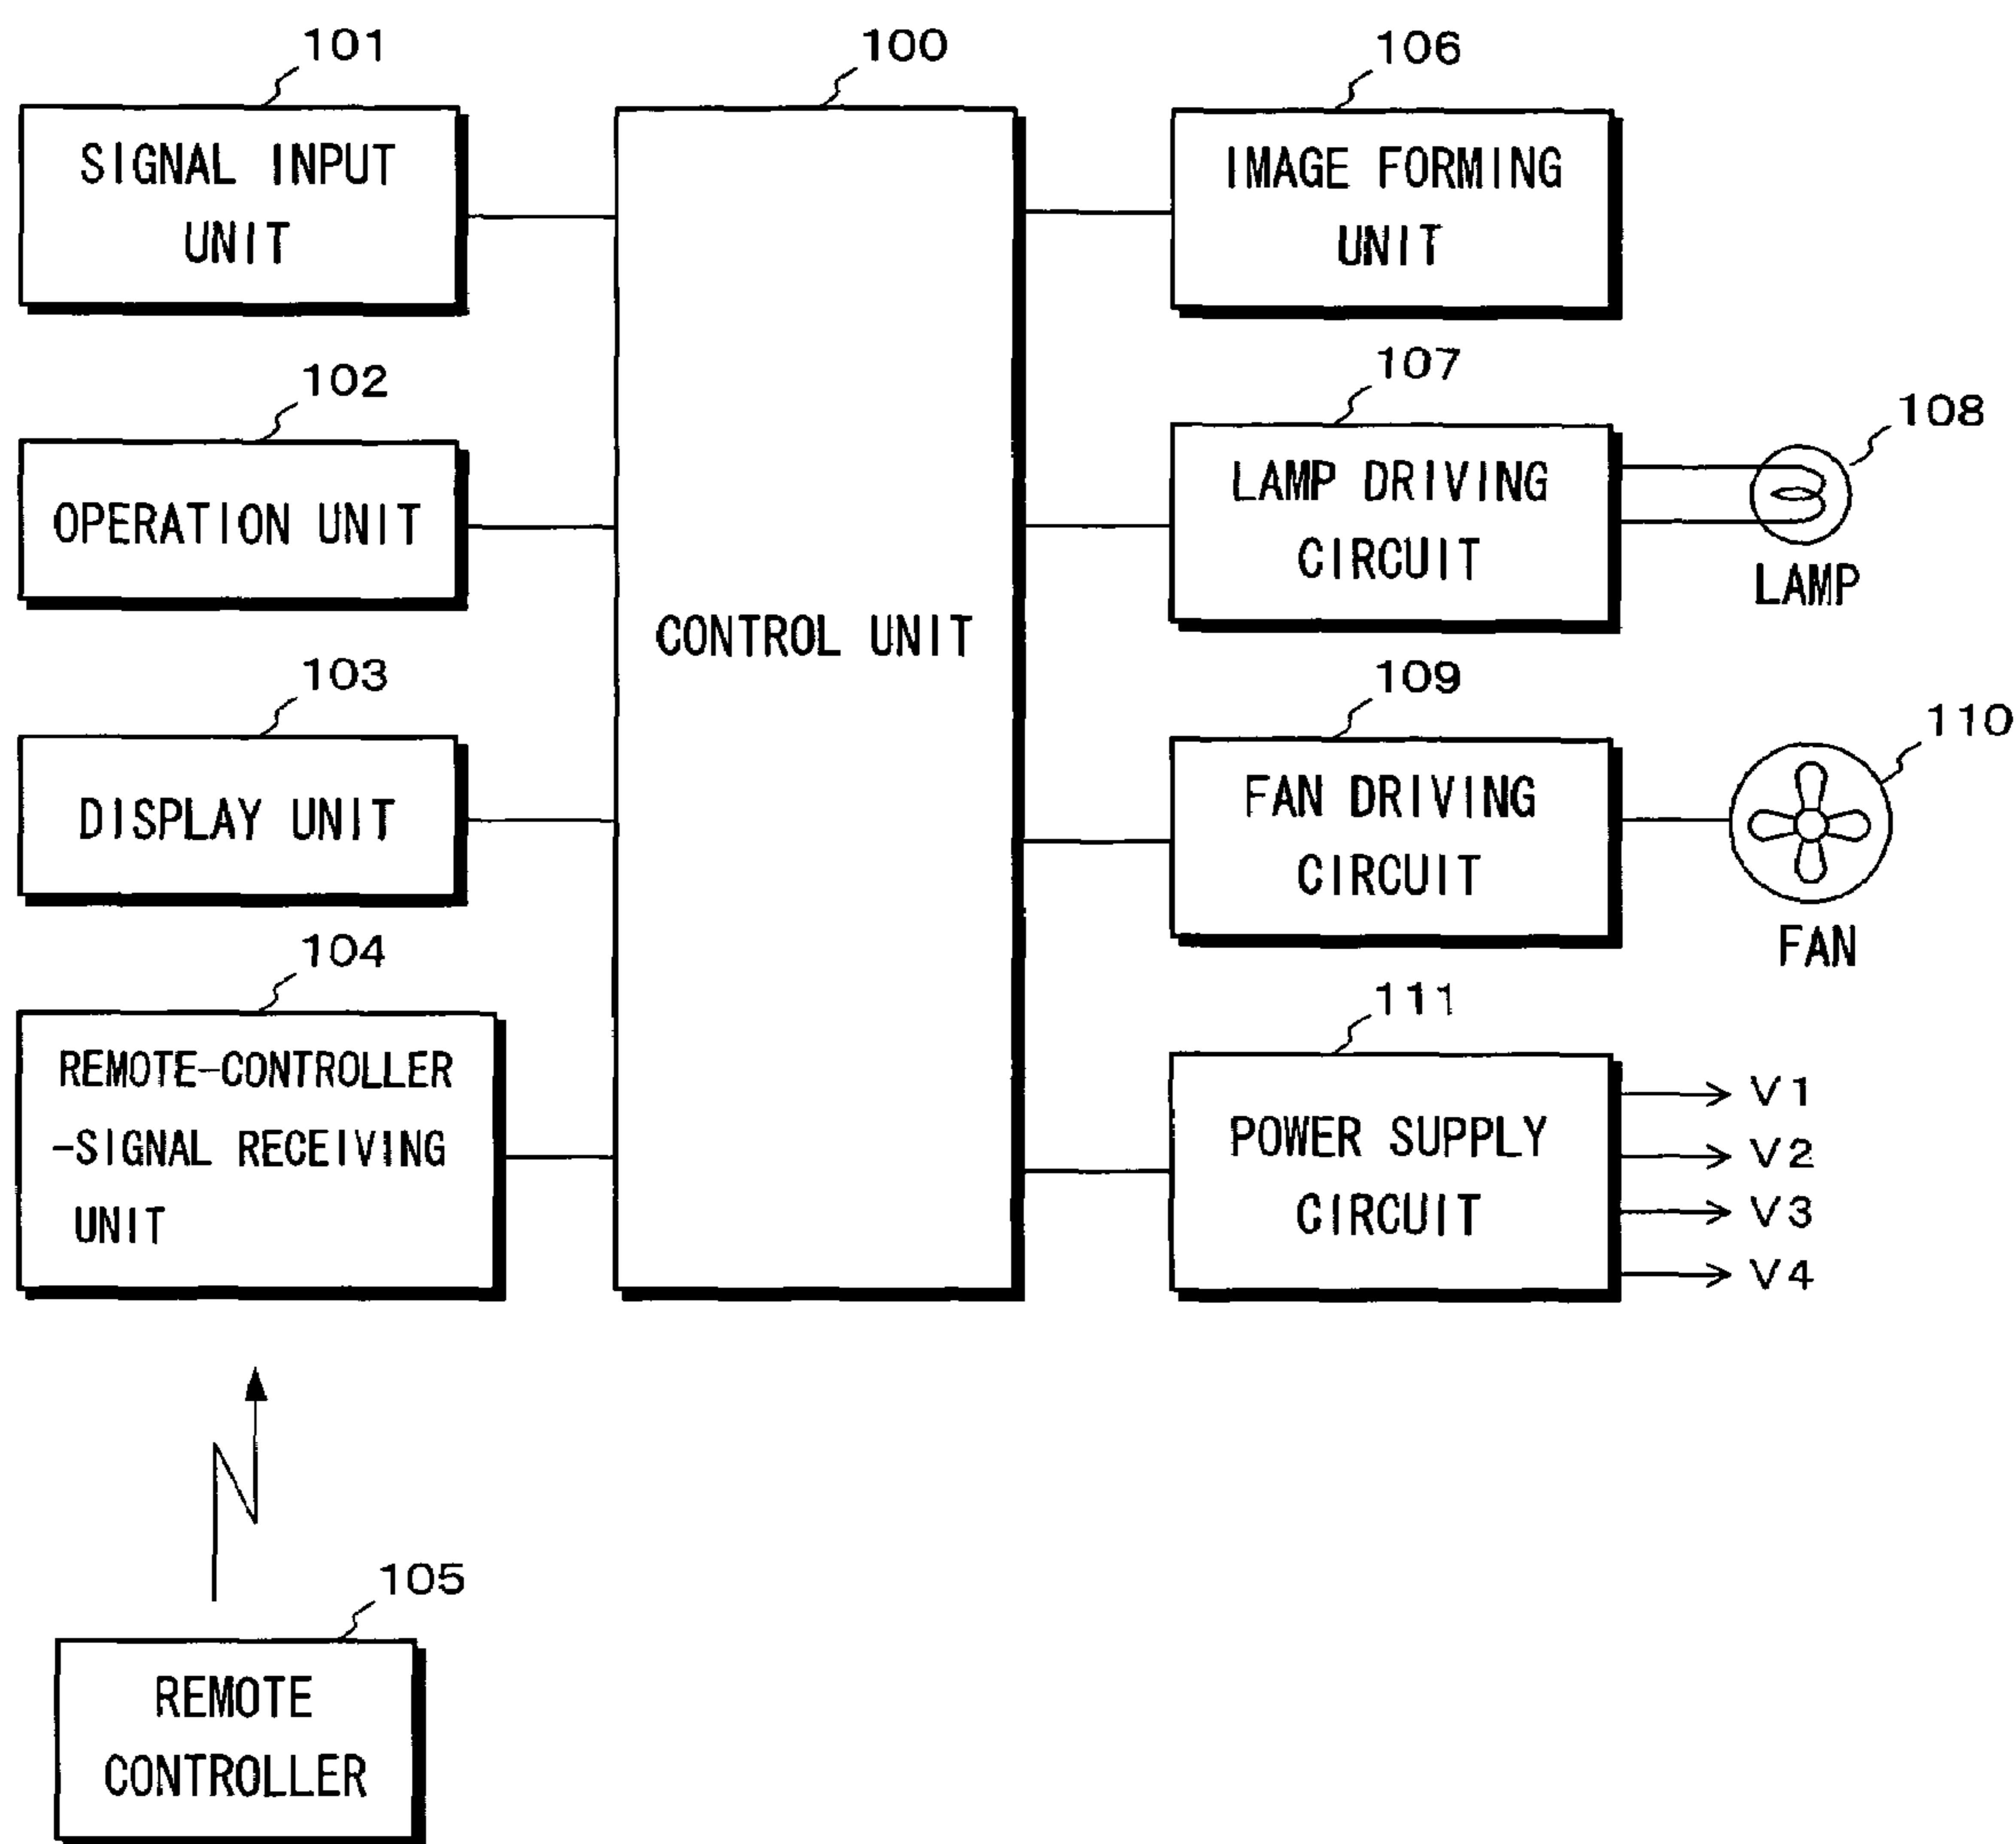 101
SIGNAL INPUT
UNIT
102
OPERATION UNIT
103
DISPLAY UNIT
104
REMOTE-CONTROLLER
-SIGNAL RECEIVING
UNIT
105
REMOTE
CONTROLLER
100
CONTROL UNIT
106
IMAGE FORMING
UNIT
107
LAMP DRIVING
CIRCUIT
108
LAMP
109
FAN DRIVING
CIRCUIT
110
FAN
111
POWER SUPPLY
CIRCUIT
V1
V2
V3
V4